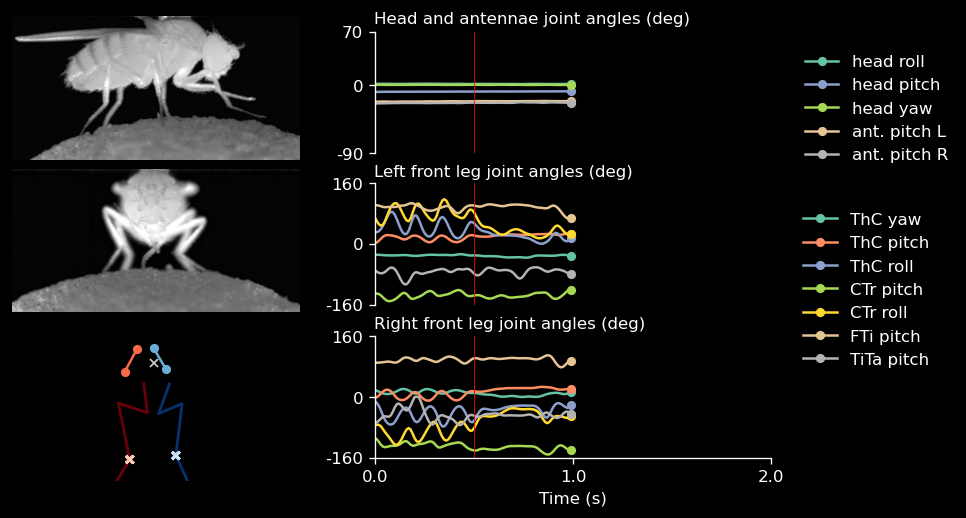 Head and antennae joint angles (deg)
70
0
-90
head roll
head pitch
head yaw
ant. pitch L
ant. pitch R
Left front leg joint angles (deg)
160
0
-160
ThC yaw
ThC pitch
ThC roll
CTr pitch
CTr roll
FTi pitch
TiTa pitch
Right front leg joint angles (deg)
160
0
-160
0.0
1.0
2.0
Time (s)